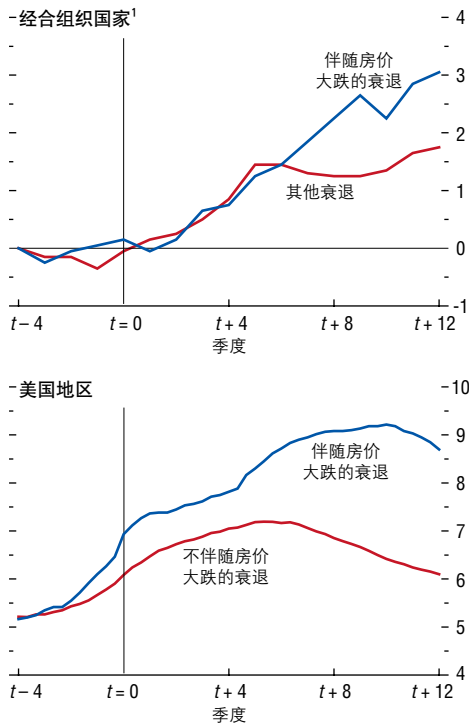 经合组织国家¹
4
伴随房价
大跌的衰退
3
2
其他衰退
1
0
-1
t – 4
t = 0
t + 4
t + 8
t + 12
季度
美国地区
10
9
伴随房价
大跌的衰退
8
7
不伴随房价
大跌的衰退
6
5
4
t – 4
t = 0
t + 4
t + 8
t + 12
季度